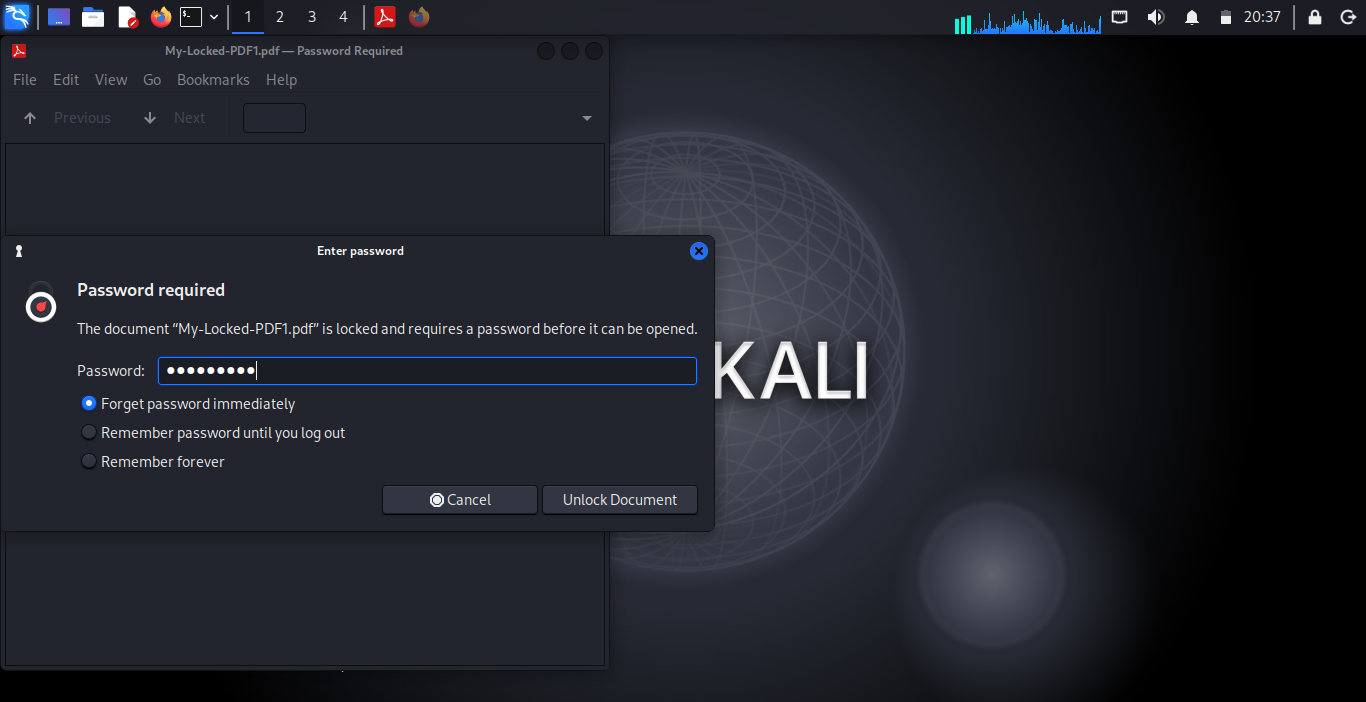 1 2 3 4 20:37
My-Locked-PDF1.pdf — Password Required
File Edit View Go Bookmarks Help
Previous Next
Enter password
Password required
The document “My-Locked-PDF1.pdf” is locked and requires a password before it can be opened.
Password: ●●●●●●●●●
KALI
Forget password immediately
Remember password until you log out
Remember forever
Cancel Unlock Document